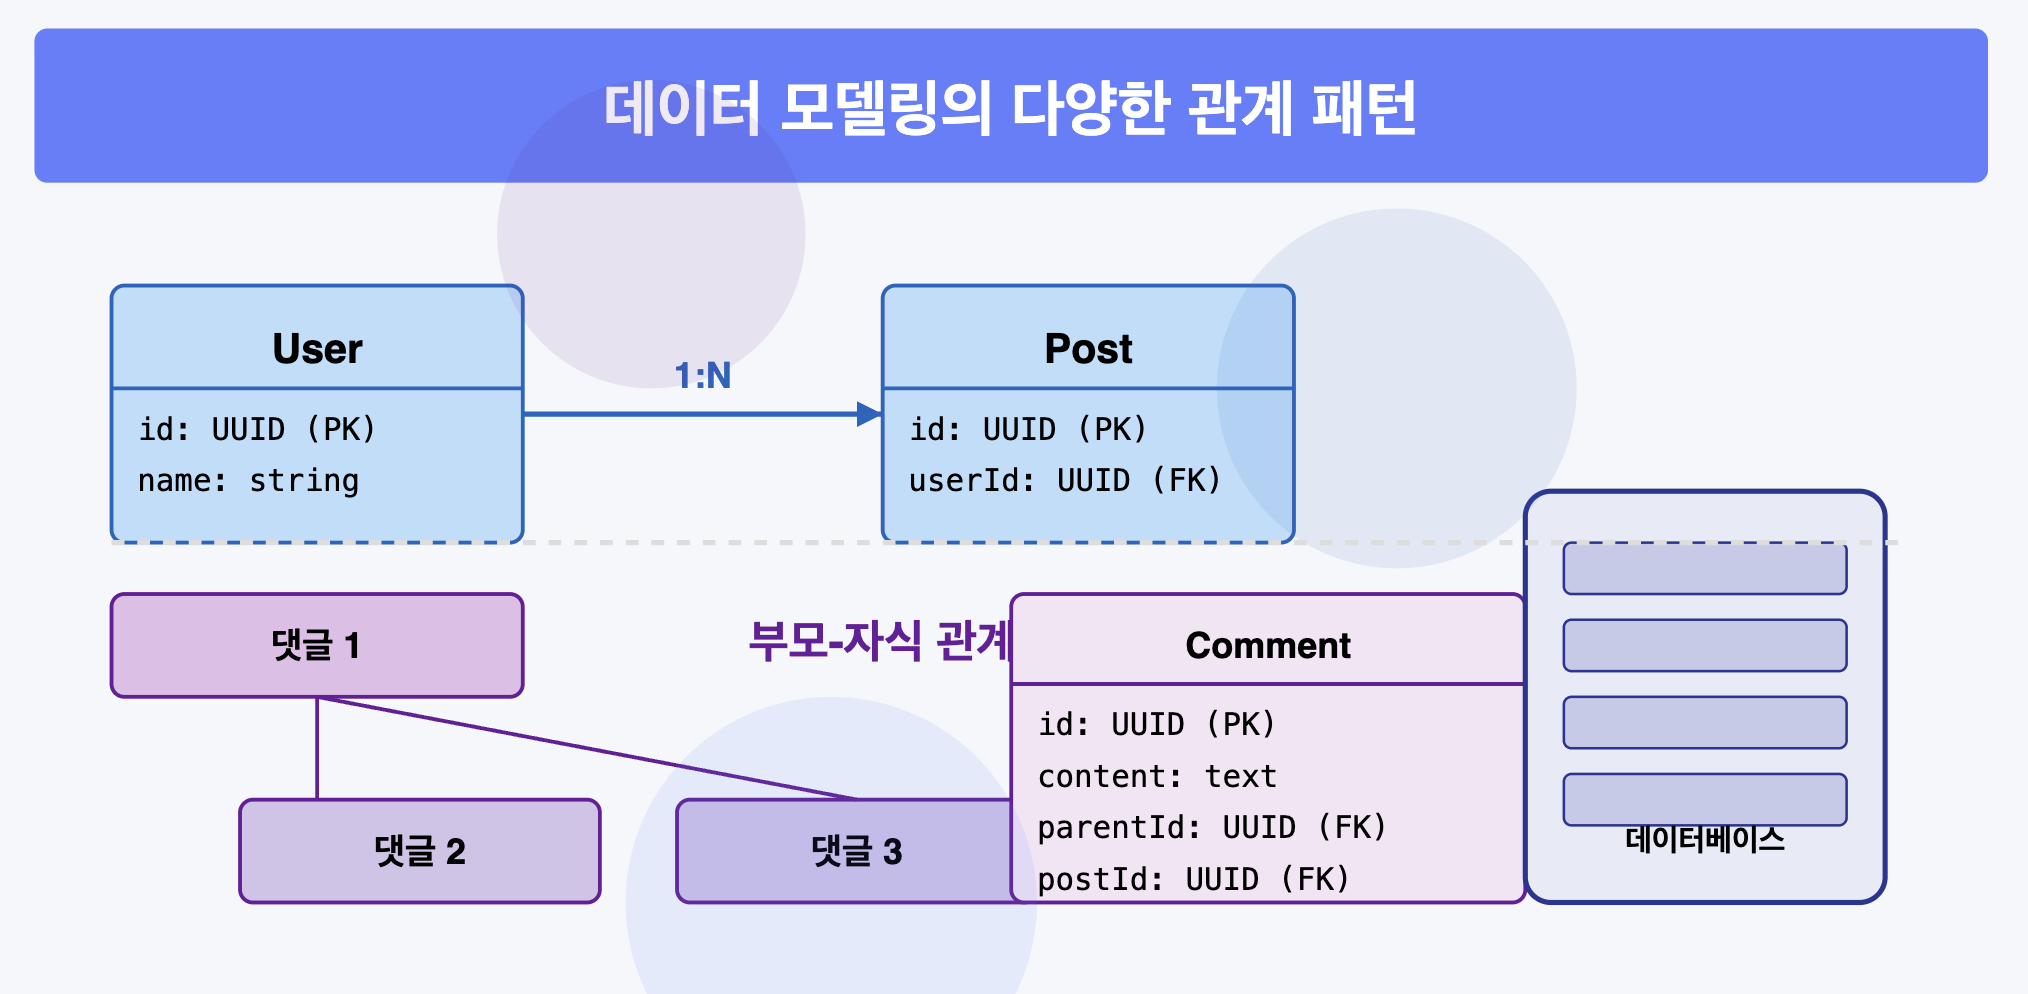 데이터 모델링의 다양한 관계 패턴
User
id: UUID (PK)
name: string
1:N
Post
id: UUID (PK)
userId: UUID (FK)
댓글 1
댓글 2
댓글 3
부모-자식 관계
Comment
id: UUID (PK)
content: text
parentId: UUID (FK)
postId: UUID (FK)
데이터베이스